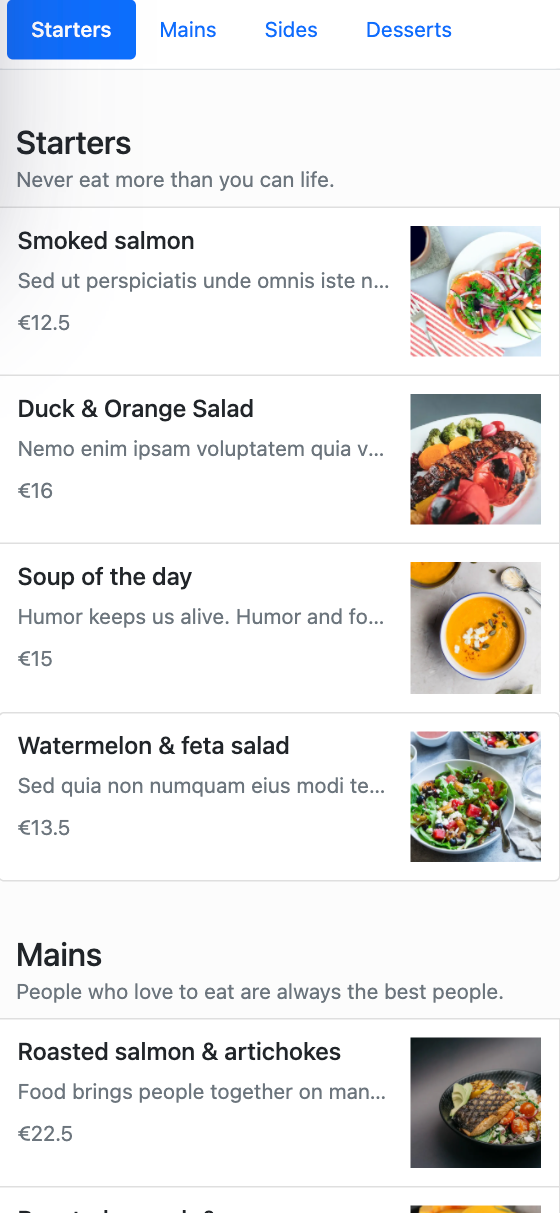 Starters Mains Sides Desserts
Starters
Never eat more than you can life.
Smoked salmon
Sed ut perspiciatis unde omnis iste n...
€12.5
Duck & Orange Salad
Nemo enim ipsam voluptatem quia v...
€16
Soup of the day
Humor keeps us alive. Humor and fo...
€15
Watermelon & feta salad
Sed quia non numquam eius modi te...
€13.5
Mains
People who love to eat are always the best people.
Roasted salmon & artichokes
Food brings people together on man...
€22.5